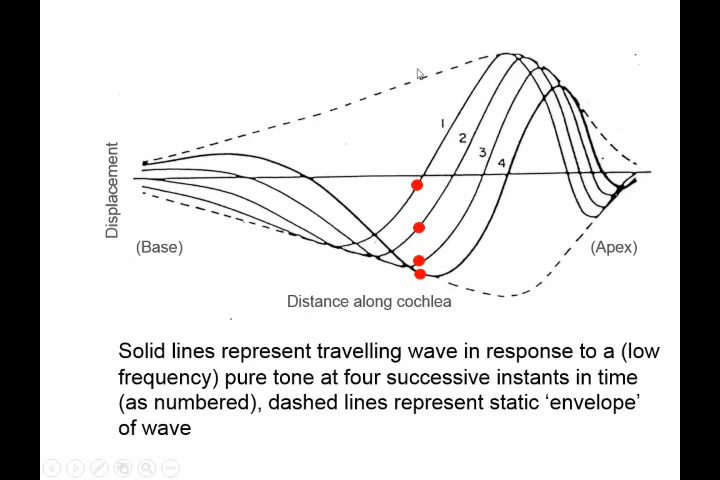 1
2
3
4
Displacement
(Base)
(Apex)
Distance along cochlea
Solid lines represent travelling wave in response to a (low
frequency) pure tone at four successive instants in time
(as numbered), dashed lines represent static ‘envelope’
of wave